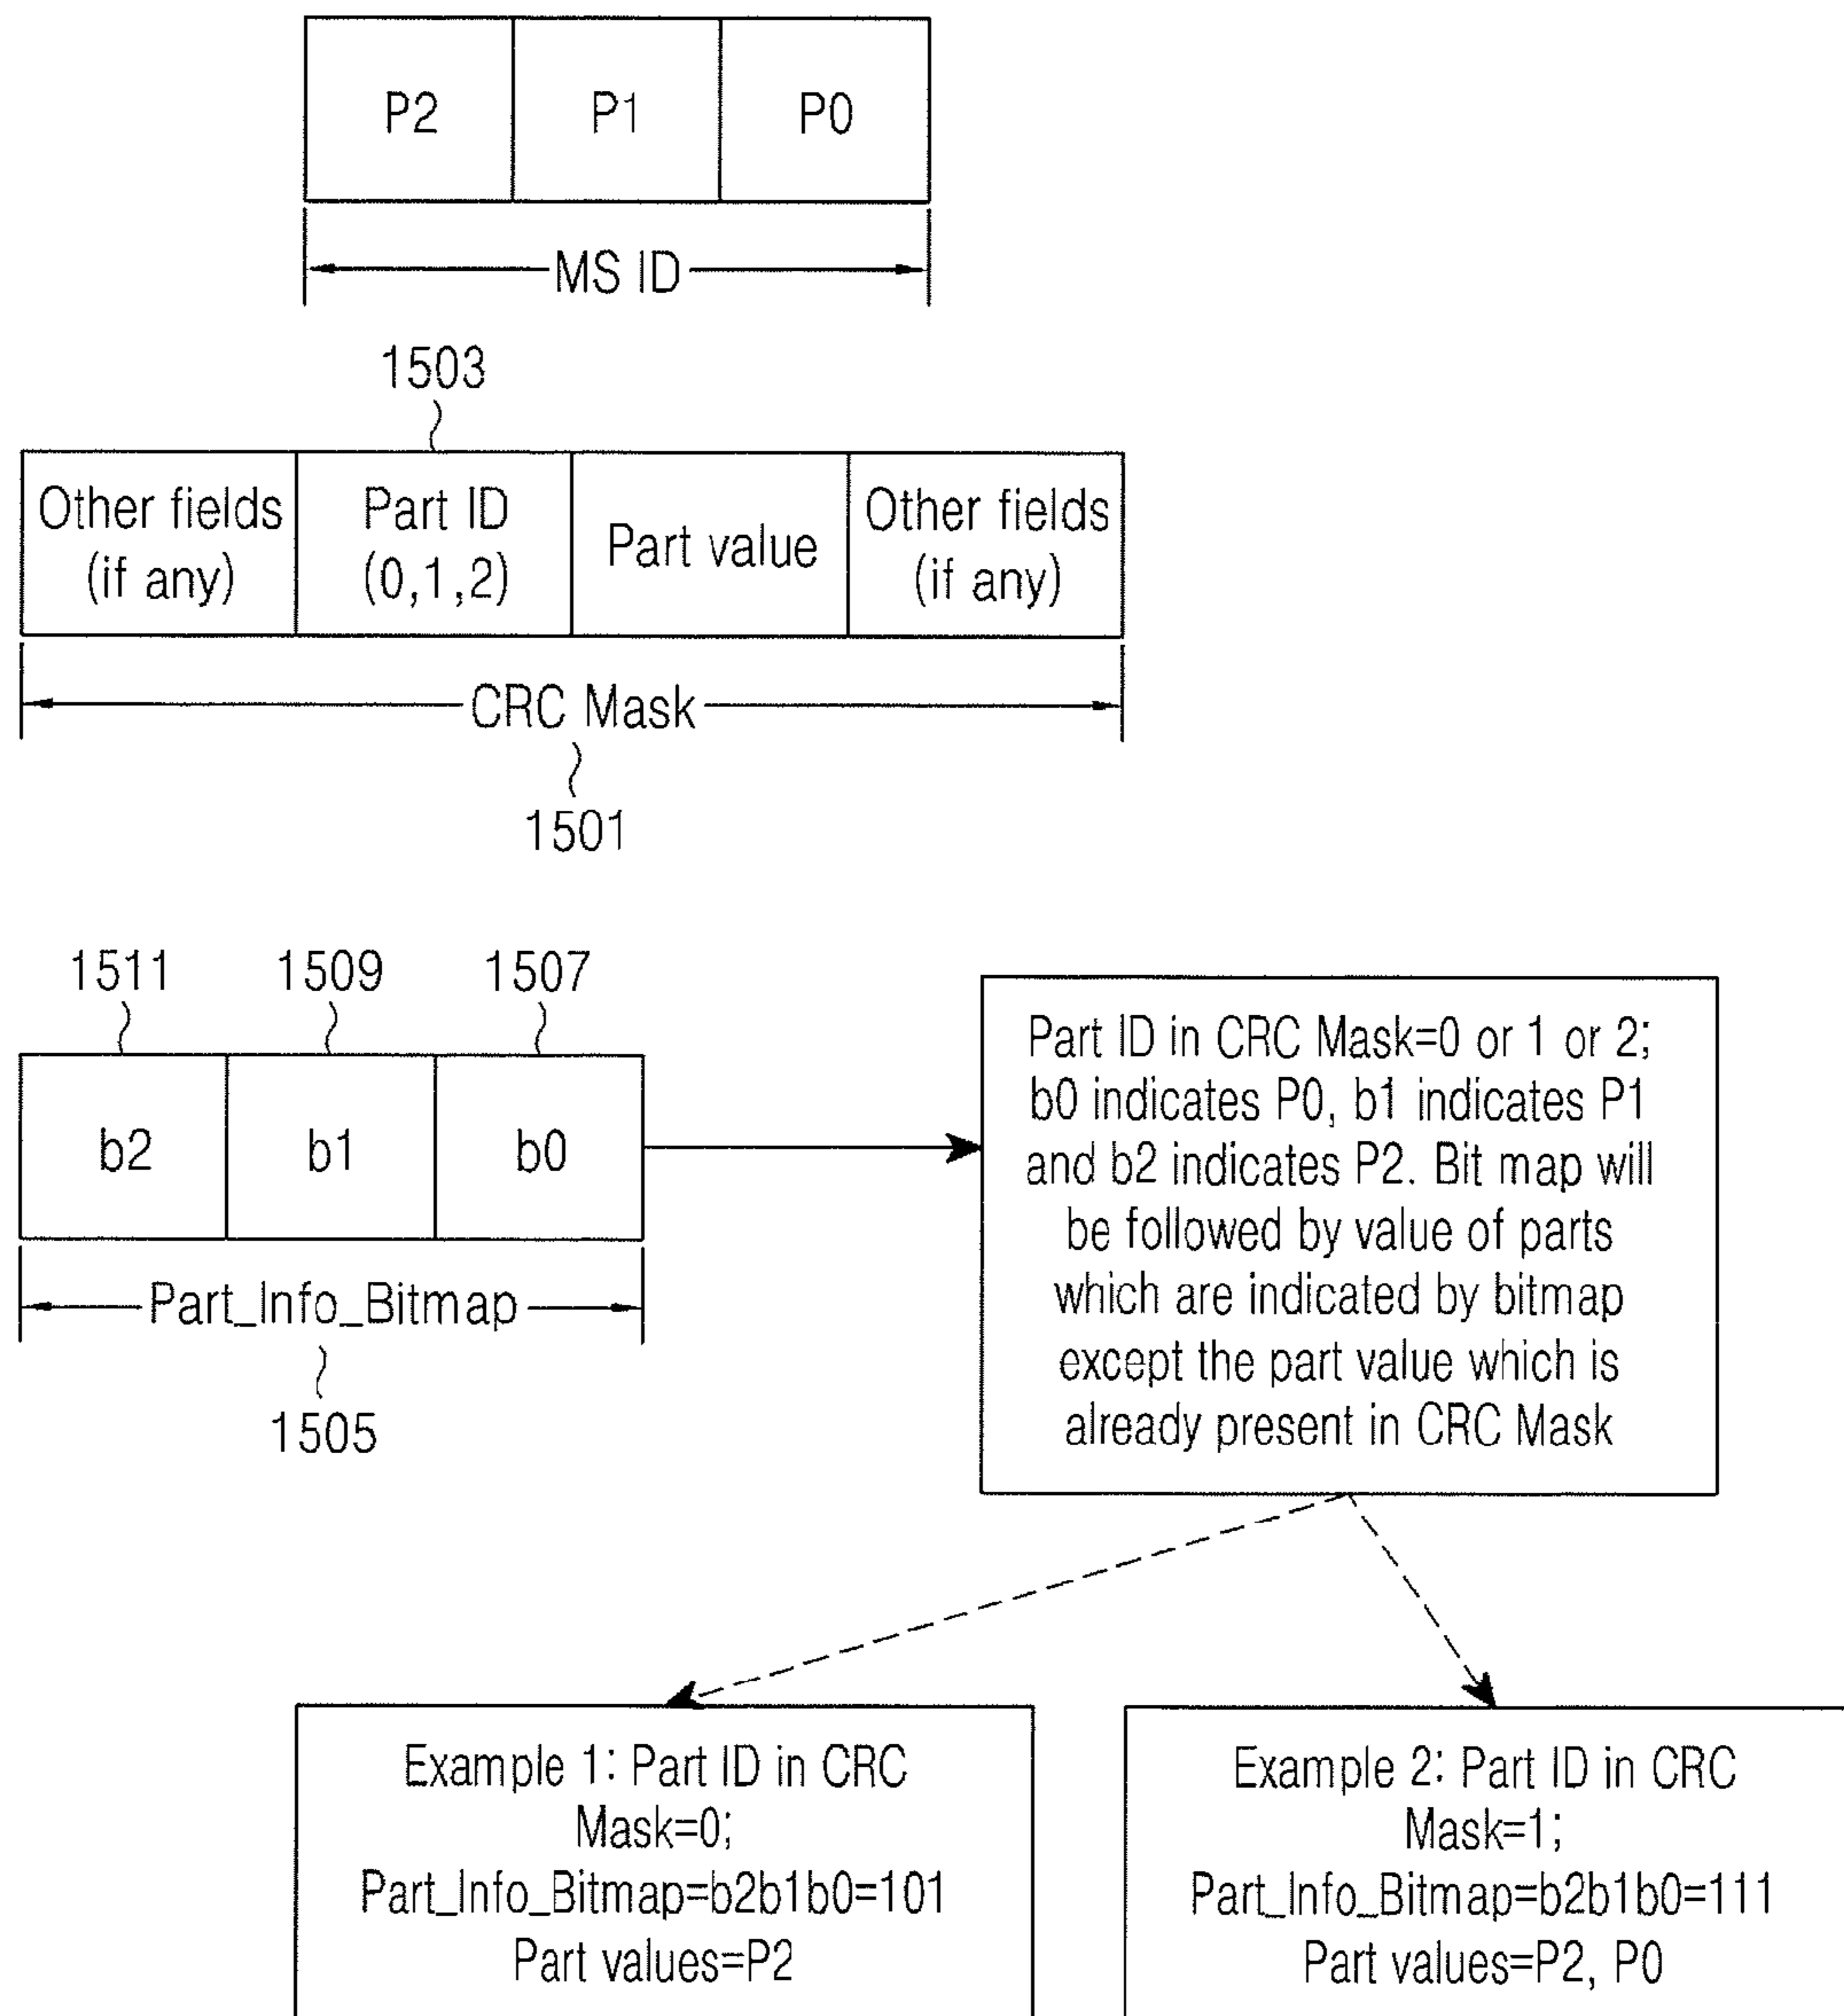 P2 P1 P0
MS ID
1503
Other fields
(if any)
Part ID
(0,1,2)
Part value
Other fields
(if any)
CRC Mask
1501
1511 1509 1507
b2 b1 b0
Part_Info_Bitmap
1505
Part ID in CRC Mask=0 or 1 or 2;
b0 indicates P0, b1 indicates P1
and b2 indicates P2. Bit map will
be followed by value of parts
which are indicated by bitmap
except the part value which is
already present in CRC Mask
Example 1: Part ID in CRC
Mask=0;
Part_Info_Bitmap=b2b1b0=101
Part values=P2
Example 2: Part ID in CRC
Mask=1;
Part_Info_Bitmap=b2b1b0=111
Part values=P2, P0